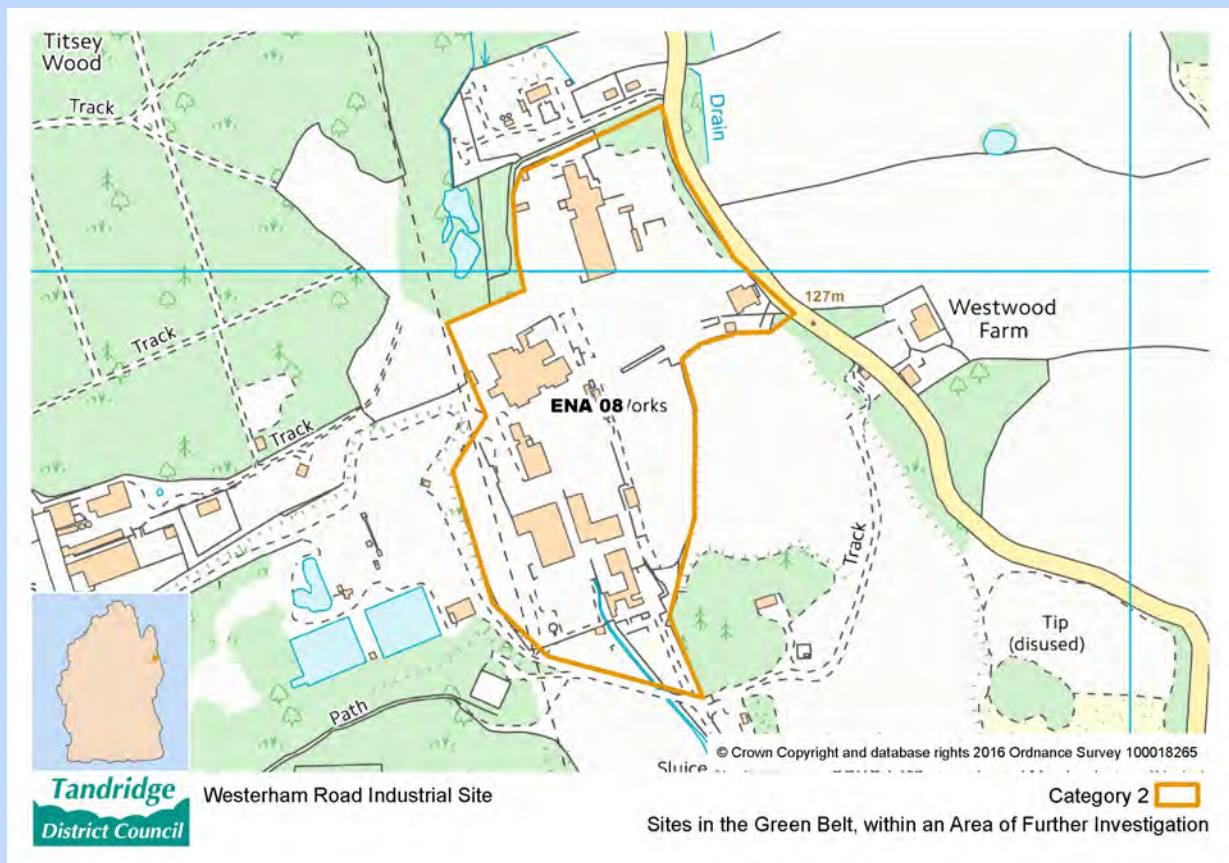 Titsey
Wood
Track
Drain
127m
Westwood
Farm
Track
ENA 08 orks
Track
Track
Tip
(disused)
Path
© Crown Copyright and database rights 2016 Ordnance Survey 100018265
Sluice
Tandridge
District Council
Westerham Road Industrial Site
Category 2
Sites in the Green Belt, within an Area of Further Investigation